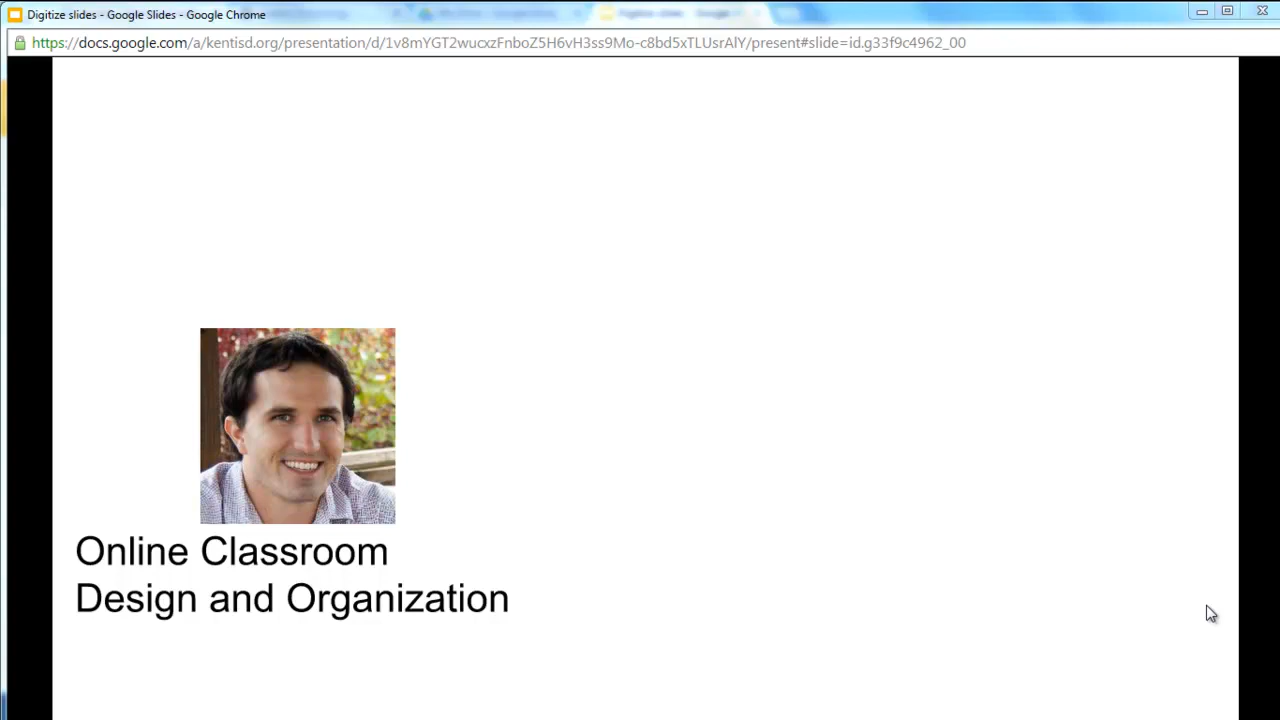 Digitize slides - Google Slides - Google Chrome
https://docs.google.com/a/kentisd.org/presentation/d/1v8mYGT2wucxzFnboZ5H6vH3ss9Mo-c8bd5xTLUsrAlY/present#slide=id.g33f9c4962_00
Online Classroom
Design and Organization